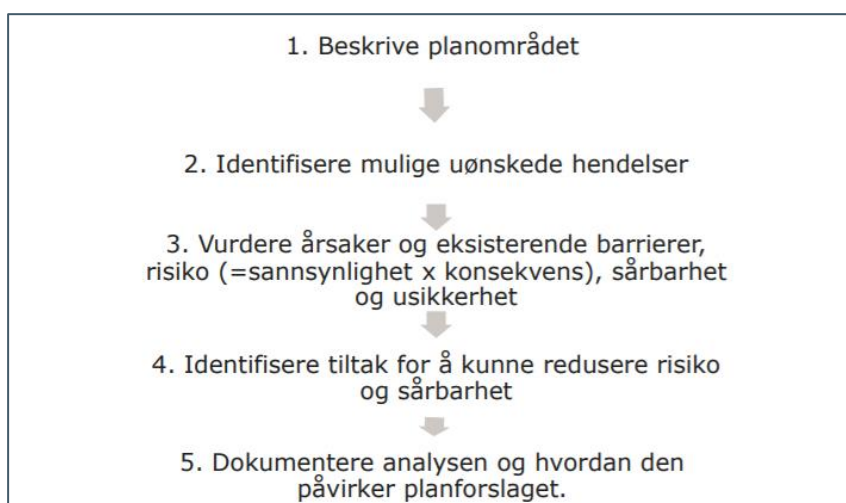 1. Beskrive planområdet
2. Identifisere mulige uønskede hendelser
3. Vurdere årsaker og eksisterende barrierer,
risiko (=sannsynlighet x konsekvens), sårbarhet
og usikkerhet
4. Identifisere tiltak for å kunne redusere risiko
og sårbarhet
5. Dokumentere analysen og hvordan den
påvirker planforslaget.